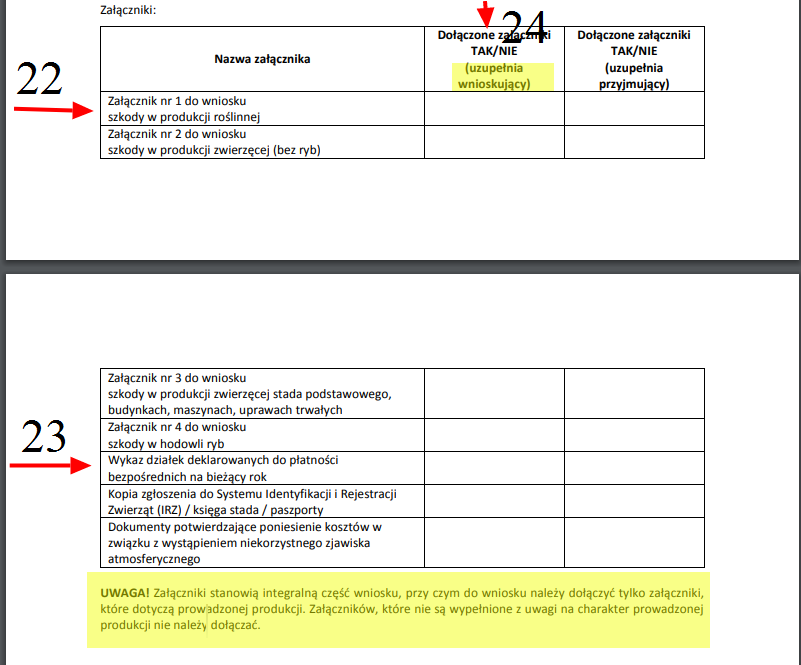 Załączniki:
24
Nazwa załącznika
Dołączone załączniki
TAK/NIE
(uzupełnia
wnioskujący)
Dołączone załączniki
TAK/NIE
(uzupełnia
przyjmujący)
22
Załącznik nr 1 do wniosku
szkody w produkcji roślinnej
Załącznik nr 2 do wniosku
szkody w produkcji zwierzęcej (bez ryb)
Załącznik nr 3 do wniosku
szkody w produkcji zwierzęcej stada podstawowego,
budynkach, maszynach, uprawach trwałych
Załącznik nr 4 do wniosku
szkody w hodowli ryb
23
Wykaz działek deklarowanych do płatności
bezpośrednich na bieżący rok
Kopia zgłoszenia do Systemu Identyfikacji i Rejestracji
Zwierząt (IRZ) / księga stada / paszporty
Dokumenty potwierdzające poniesienie kosztów w
związku z wystąpieniem niekorzystnego zjawiska
atmosferycznego
UWAGA! Załączniki stanowią integralną część wniosku, przy czym do wniosku należy dołączyć tylko załączniki,
które dotyczą prowadzonej produkcji. Załączników, które nie są wypełnione z uwagi na charakter prowadzonej
produkcji nie należy dołączać.